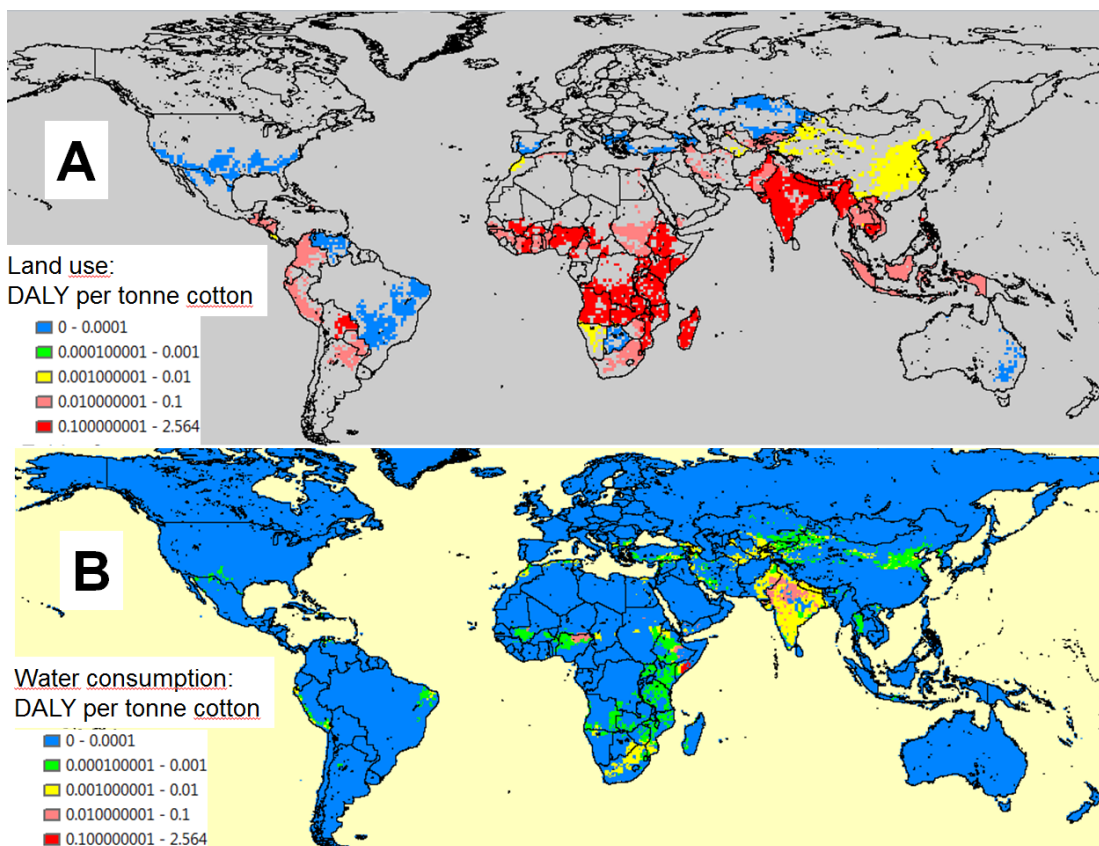 A
Land use:
DALY per tonne cotton
0 - 0.0001
0.000100001 - 0.001
0.001000001 - 0.01
0.010000001 - 0.1
0.100000001 - 2.564
B
Water consumption:
DALY per tonne cotton
0 - 0.0001
0.000100001 - 0.001
0.001000001 - 0.01
0.010000001 - 0.1
0.100000001 - 2.564